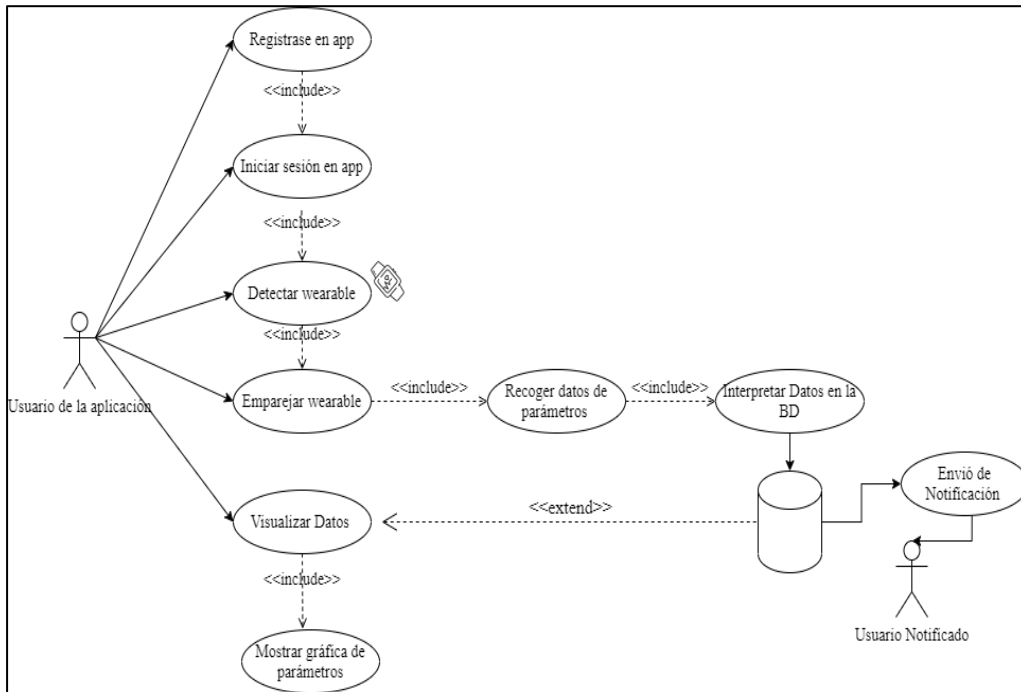 Registrase en app
<<include>>
Iniciar sesión en app
<<include>>
Detectar wearable
<<include>>
Usuario de la aplicación
Emparejar wearable
<<include>>
Recoger datos de
parámetros
<<include>>
Interpretar Datos en la
BD
Visualizar Datos
<<extend>>
Envió de
Notificación
<<include>>
Usuario Notificado
Mostrar gráfica de
parámetros